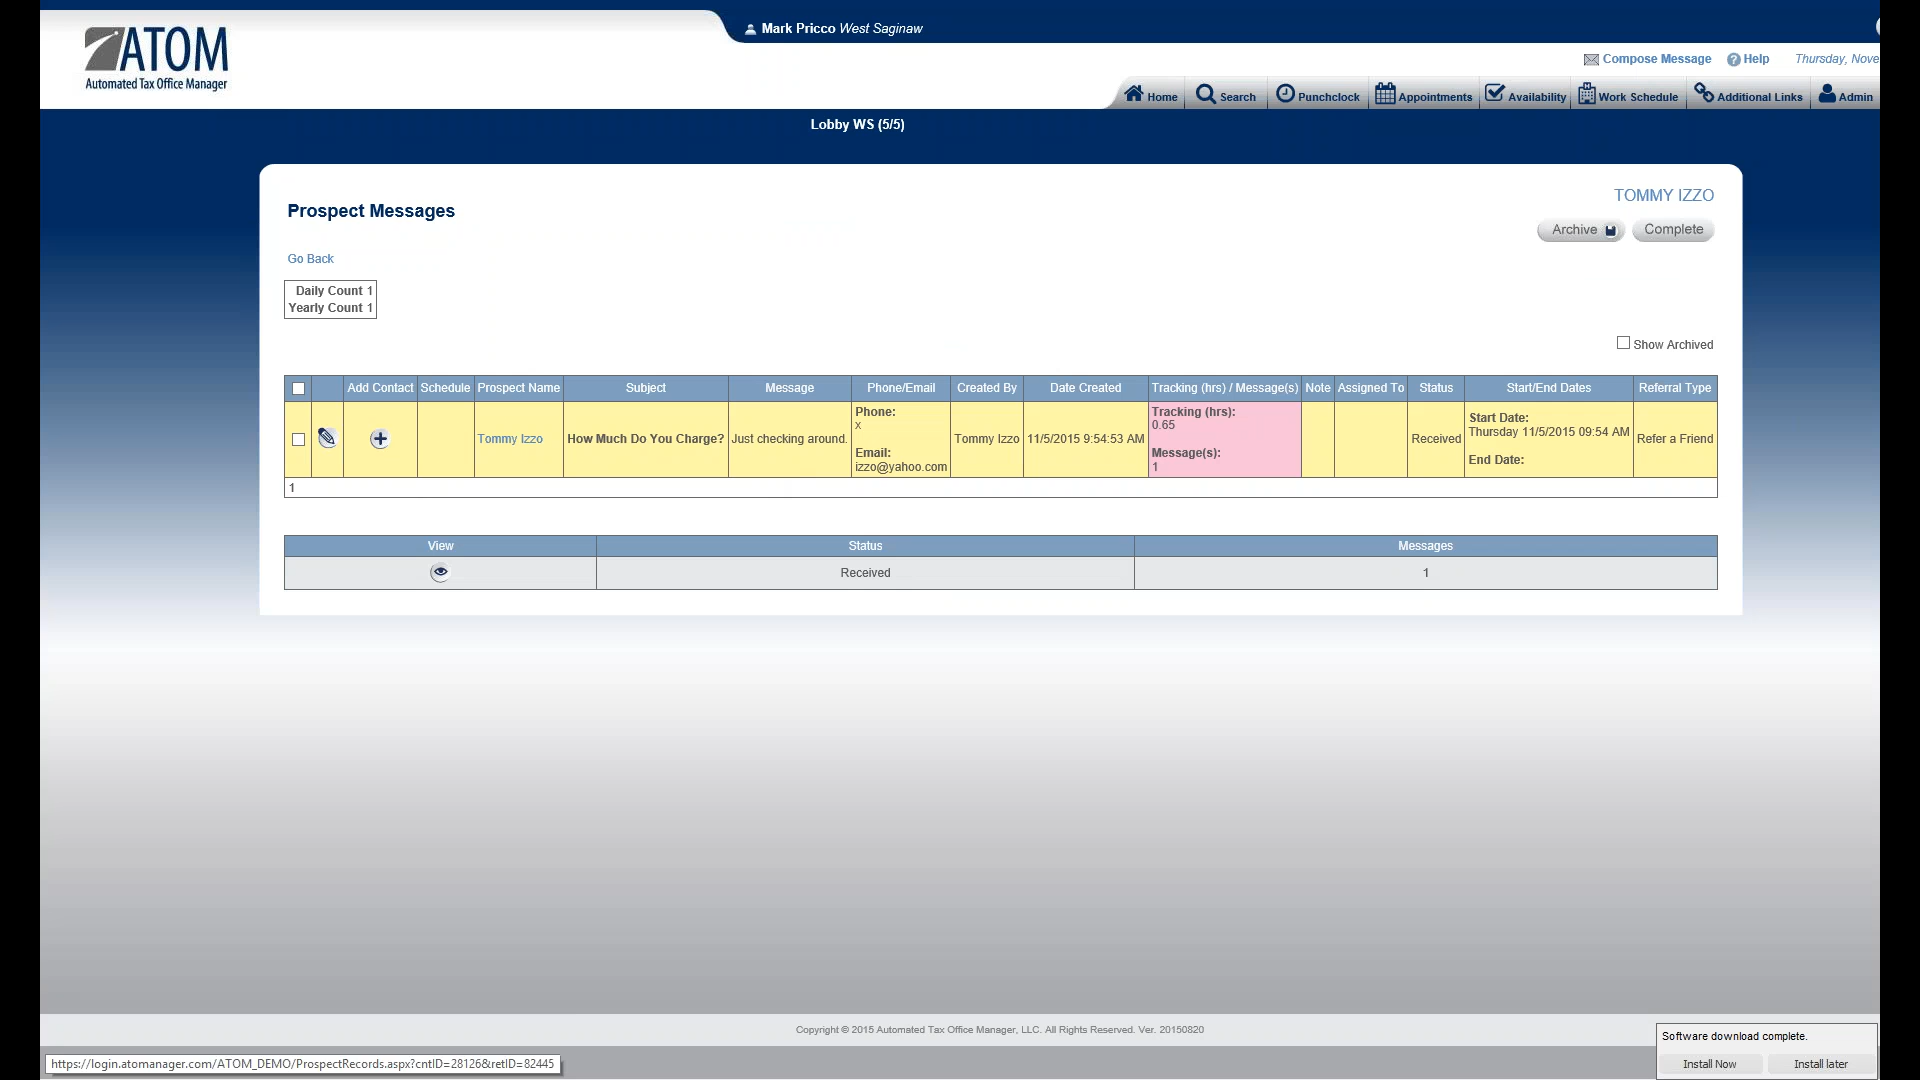 Mark Pricco West Saginaw
ATOM
Automated Tax Office Manager
Compose Message
Help
Thursday, Nove
Home
Search
Punchclock
Appointments
Availability
Work Schedule
Additional Links
Admin
Lobby WS (5/5)
TOMMY IZZO
Prospect Messages
Archive
Complete
Go Back
Daily Count 1
Yearly Count 1
Show Archived
Add Contact Schedule Prospect Name Subject Message Phone/Email Created By Date Created Tracking (hrs) / Message(s) Note Assigned To Status Start/End Dates Referral Type
Tommy Izzo
How Much Do You Charge?
Just checking around.
Phone:
x
Email:
izzo@yahoo.com
Tommy Izzo
11/5/2015 9:54:53 AM
Tracking (hrs):
0.65
Message(s):
1
Received
Start Date:
Thursday 11/5/2015 09:54 AM
End Date:
Refer a Friend
1
View Status Messages
Received 1
Copyright © 2015 Automated Tax Office Manager, LLC. All Rights Reserved. Ver. 20150820
Software download complete.
Install Now Install later
https://login.atomanager.com/ATOM_DEMO/ProspectRecords.aspx?cntID=28126&retID=82445